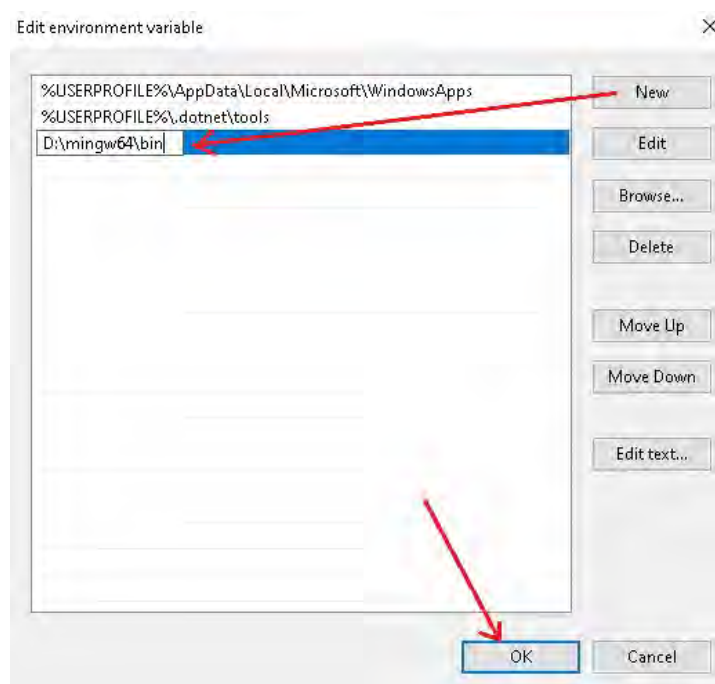 Edit environment variable
%USERPROFILE%\AppData\Local\Microsoft\WindowsApps
%USERPROFILE%\.dotnet\tools
D:\mingw64\bin
New
Edit
Browse...
Delete
Move Up
Move Down
Edit text...
OK
Cancel